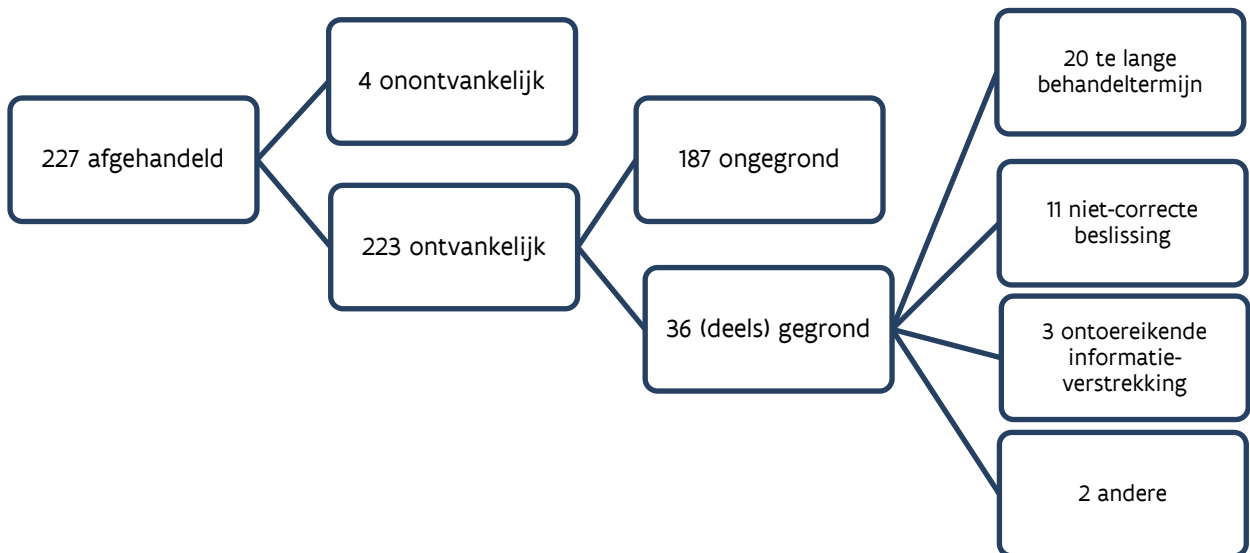 227 afgehandeld
4 onontvankelijk
223 ontvankelijk
187 ongegrond
36 (deels) gegrond
20 te lange
behandeltermijn
11 niet-correcte
beslissing
3 ontoereikende
informatie-
verstrekking
2 andere